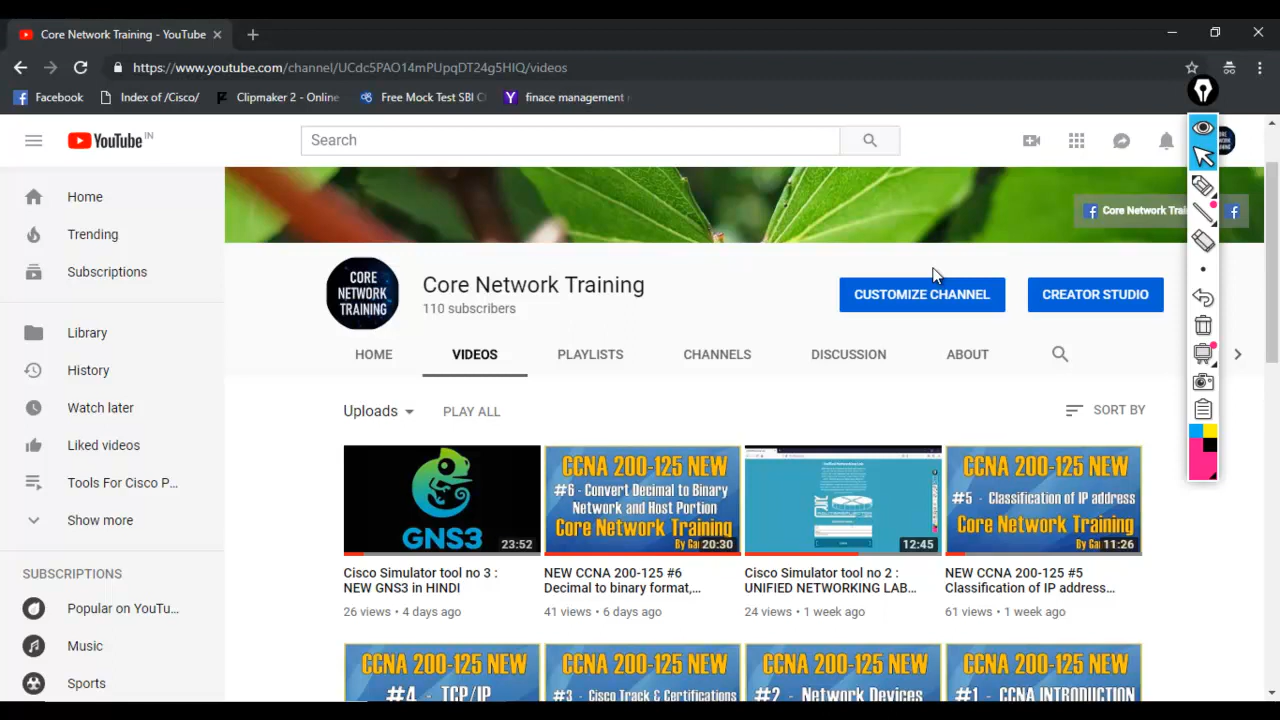 Core Network Training - YouTube
https://www.youtube.com/channel/UCdc5PAO14mPUpqDT24g5HIQ/videos
Facebook
Index of /Cisco/
Clipmaker 2 - Online
Free Mock Test SBI
finace management
YouTube IN
Search
Home
Trending
Subscriptions
Library
History
Watch later
Liked videos
Tools For Cisco P...
Show more
SUBSCRIPTIONS
Popular on YouTu...
Music
Sports
Core Network Trai
CORE
NETWORK
TRAINING
Core Network Training
110 subscribers
CUSTOMIZE CHANNEL
CREATOR STUDIO
HOME
VIDEOS
PLAYLISTS
CHANNELS
DISCUSSION
ABOUT
Uploads
PLAY ALL
SORT BY
GNS3
23:52
Cisco Simulator tool no 3 :
NEW GNS3 in HINDI
26 views • 4 days ago
CCNA 200-125 NEW
#6 - Convert Decimal to Binary
Network and Host Portion
Core Network Training
By Ga
20:30
NEW CCNA 200-125 #6
Decimal to binary format,...
41 views • 6 days ago
12:45
Cisco Simulator tool no 2 :
UNIFIED NETWORKING LAB...
24 views • 1 week ago
CCNA 200-125 NEW
#5 - Classification of IP address
Core Network Training
By Ga
11:26
NEW CCNA 200-125 #5
Classification of IP address...
61 views • 1 week ago
CCNA 200-125 NEW
#4 - TCP/IP
CCNA 200-125 NEW
#3 - Cisco Track & Certifications
CCNA 200-125 NEW
#2 - Network Devices
CCNA 200-125 NEW
#1 - CCNA INTRODUCTION